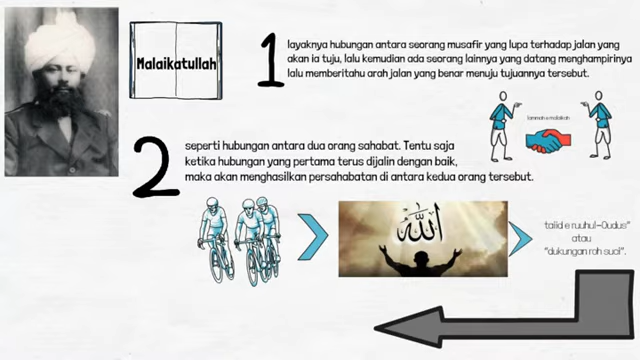 Malaikatullah
1
layaknya hubungan antara seorang musafir yang lupa terhadap jalan yang
akan ia tuju, lalu kemudian ada seorang lainnya yang datang menghampirinya
lalu memberitahu arah jalan yang benar menuju tujuannya tersebut.
2
seperti hubungan antara dua orang sahabat. Tentu saja
ketika hubungan yang pertama terus dijalin dengan baik,
maka akan menghasilkan persahabatan di antara kedua orang tersebut.
الله
"dukungan roh suci".
atau